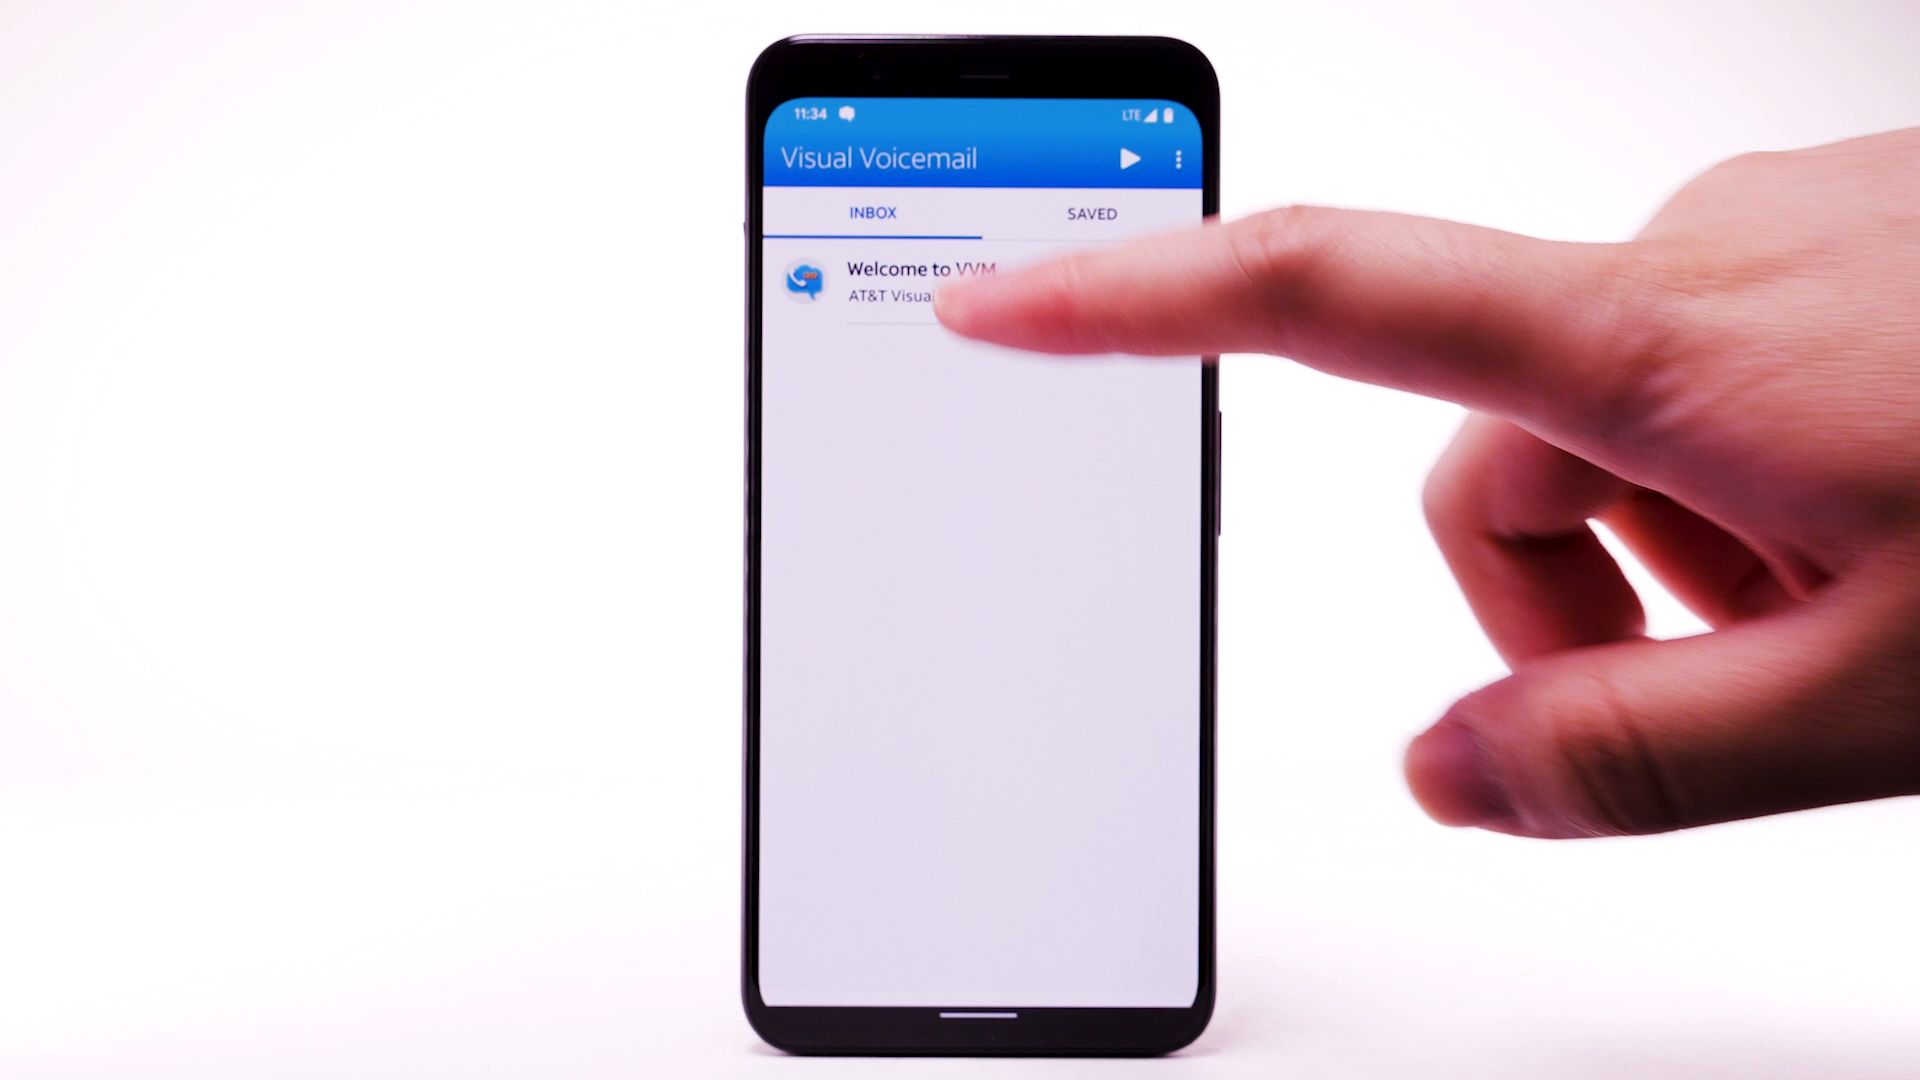 11:34 LTE
Visual Voicemail
INBOX SAVED
Welcome to VVM
AT&T Visual